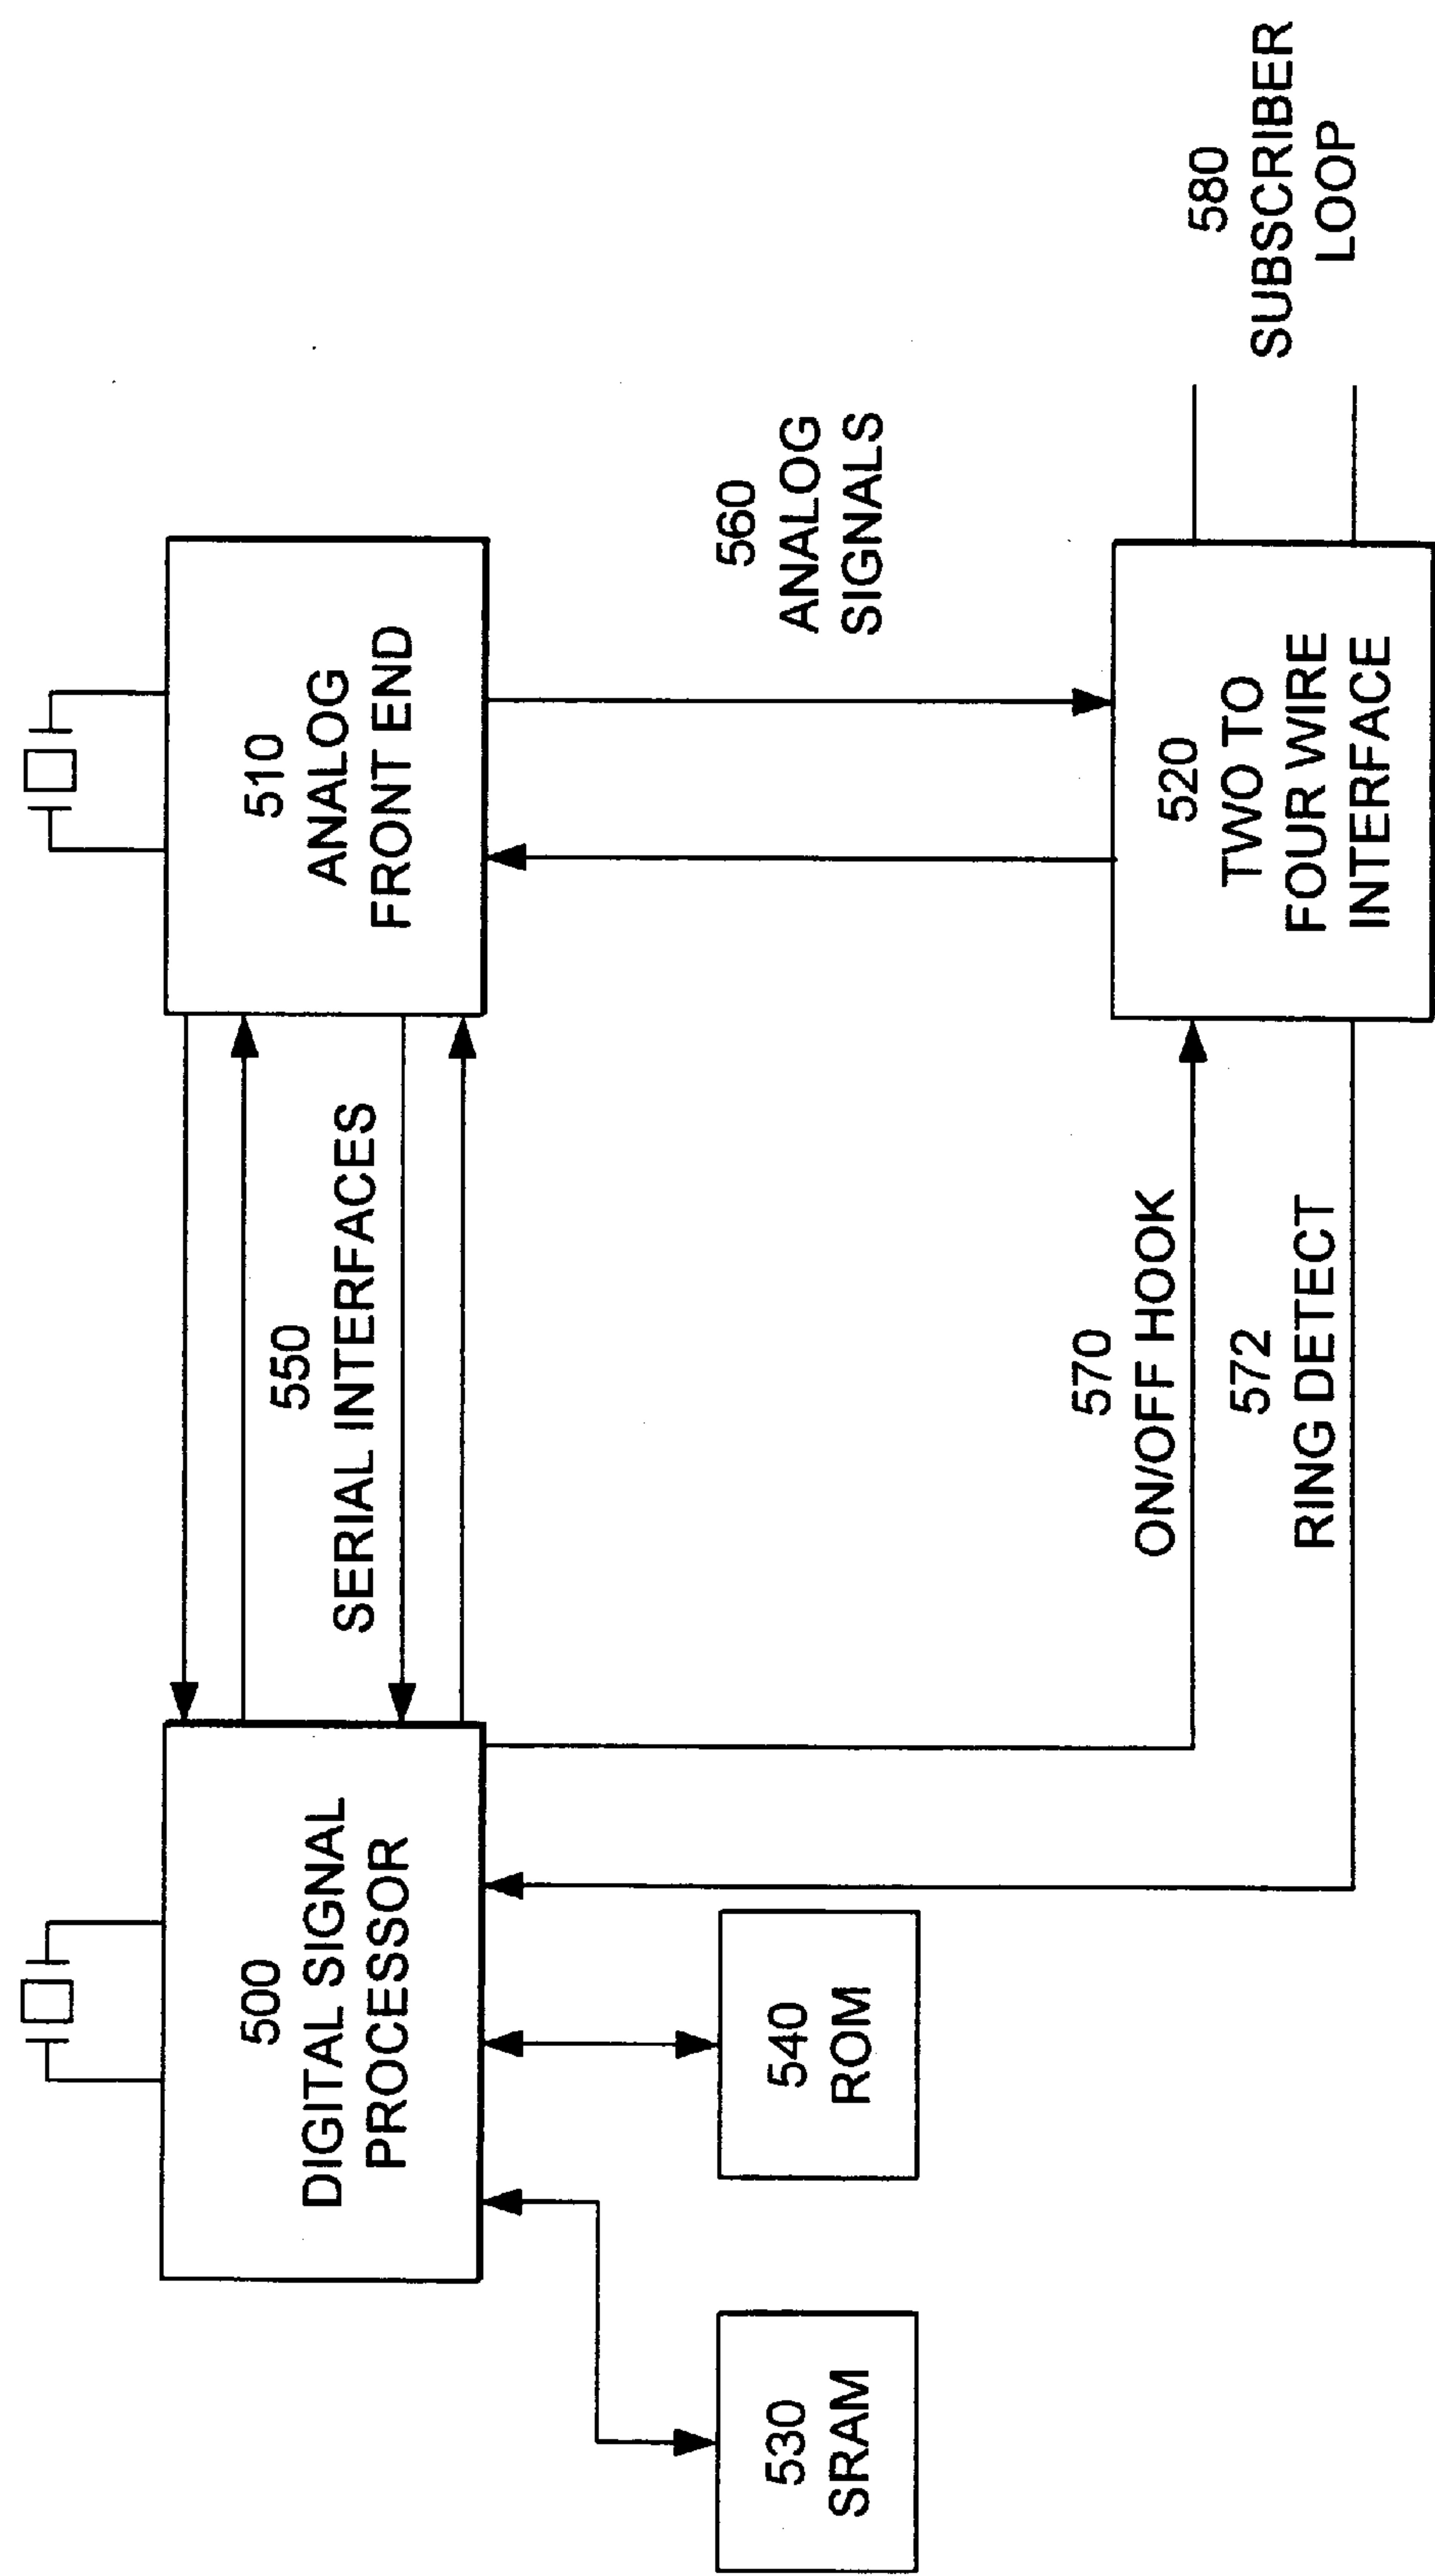 500
DIGITAL SIGNAL
PROCESSOR
550
SERIAL INTERFACES
510
ANALOG
FRONT END
560
ANALOG
SIGNALS
530
SRAM
540
ROM
570
ON/OFF HOOK
572
RING DETECT
520
TWO TO
FOUR WIRE
INTERFACE
580
SUBSCRIBER
LOOP